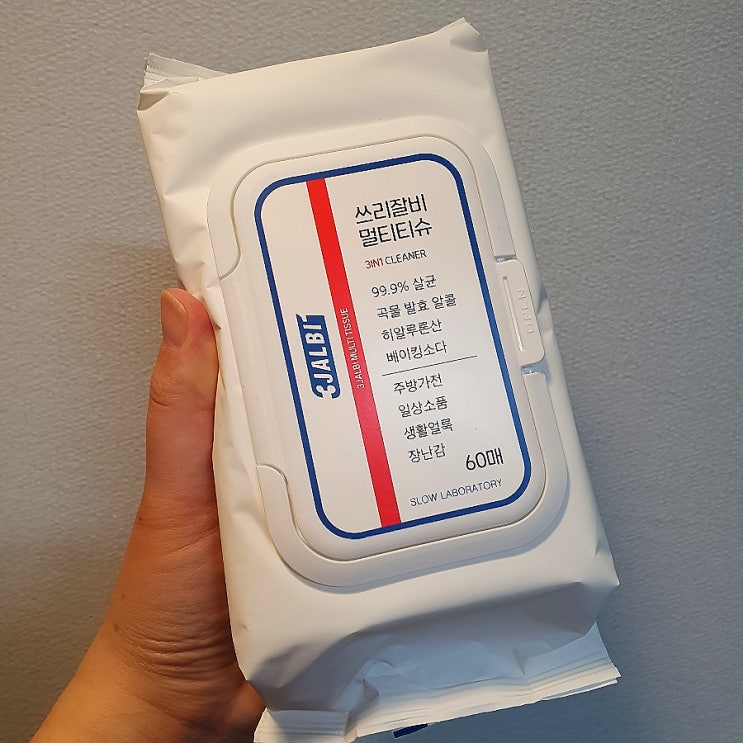 쓰리잘비
멀티티슈
3IN1 CLEANER
99.9% 살균
곡물 발효 알콜
히알루론산
베이킹소다
주방가전
일상소품
생활얼룩
장난감
60매
SLOW LABORATORY
3JALBI
3JALBI MULTI TISSUE
OPEN